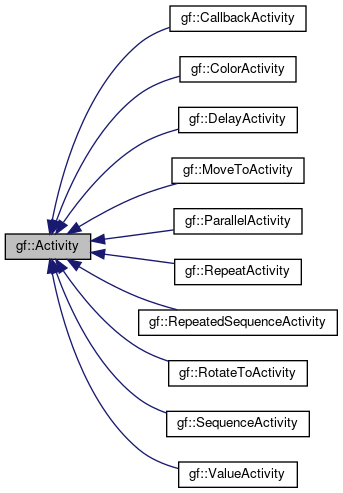 gf::CallbackActivity
gf::ColorActivity
gf::DelayActivity
gf::MoveToActivity
gf::ParallelActivity
gf::Activity
gf::RepeatActivity
gf::RepeatedSequenceActivity
gf::RotateToActivity
gf::SequenceActivity
gf::ValueActivity